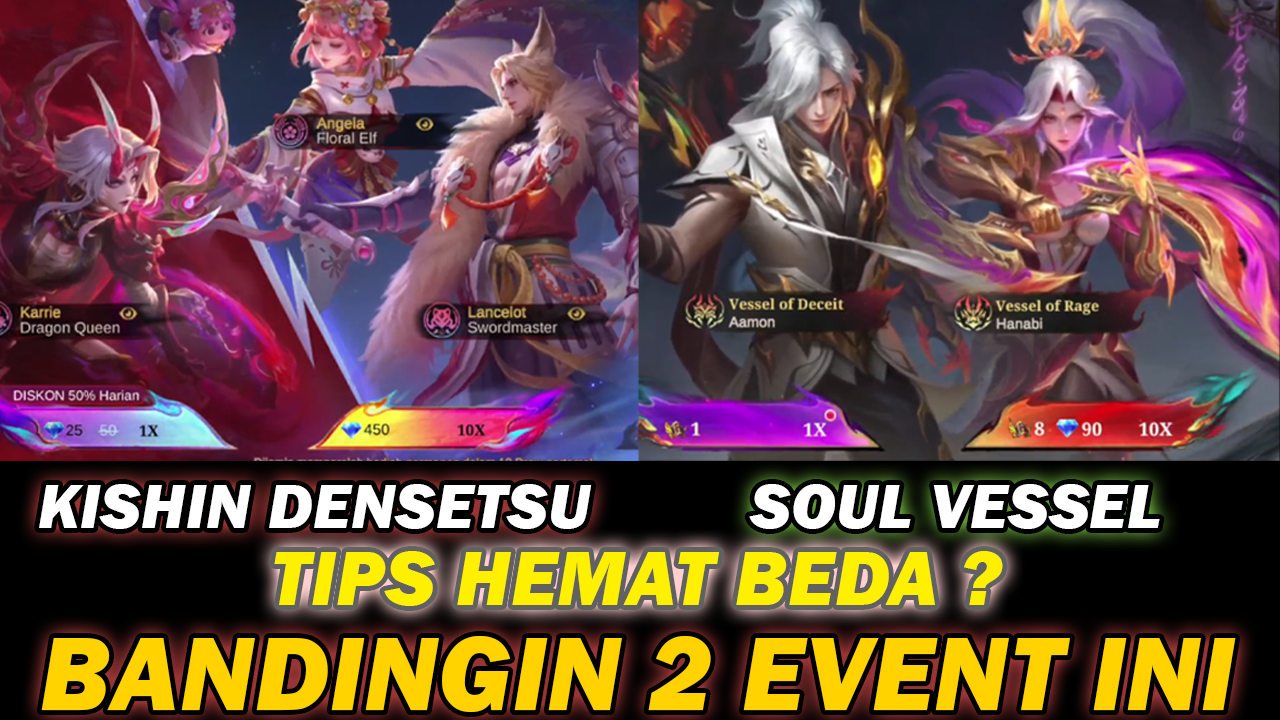 Angela
Floral Elf
Karrie
Dragon Queen
Lancelot
Swordmaster
DISKON 50% Harian
25 50 1X
450 10X
Vessel of Deceit
Aamon
Vessel of Rage
Hanabi
1 1X
8 90 10X
KISHIN DENSETSU
SOUL VESSEL
TIPS HEMAT BEDA ?
BANDINGIN 2 EVENT INI